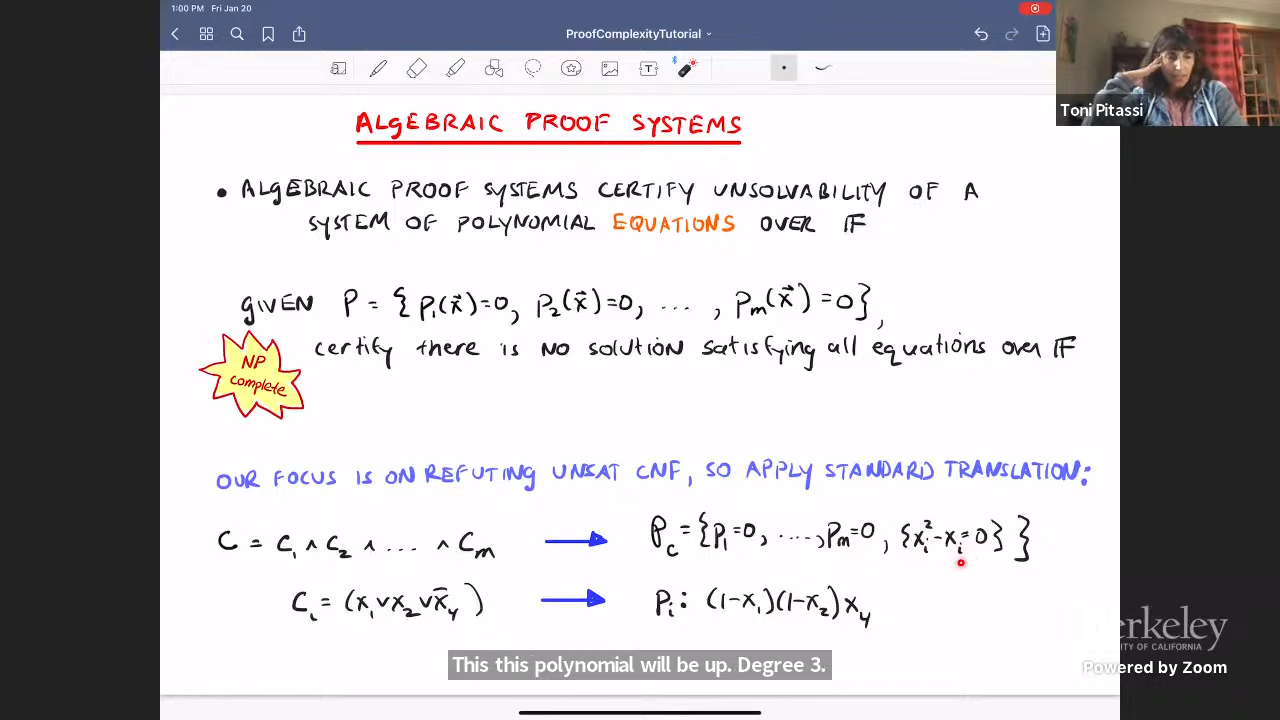 1:00 PM Fri Jan 20
ProofComplexityTutorial
Toni Pitassi
ALGEBRAIC PROOF SYSTEMS
• ALGEBRAIC PROOF SYSTEMS CERTIFY UNSOLVABILITY OF A
SYSTEM OF POLYNOMIAL EQUATIONS OVER 𝔽
GIVEN P = { p₁(x⃗)=0, p₂(x⃗)=0, ... , pₘ(x⃗)=0},
certify there is NO solution satisfying all equations over 𝔽
NP
complete
OUR FOCUS IS ON REFUTING UNSAT CNF, SO APPLY STANDARD TRANSLATION:
C = C₁ ∧ C₂ ∧ .... ∧ Cₘ → P_C = {p₁=0, ...., pₘ=0, {xᵢ²-xᵢ=0} }
Cᵢ = (x₁ ∨ x₂ ∨ x̄₄) → pᵢ: (1-x₁)(1-x₂)x₄
This this polynomial will be up. Degree 3.
Berkeley
UNIVERSITY OF CALIFORNIA
Powered by Zoom